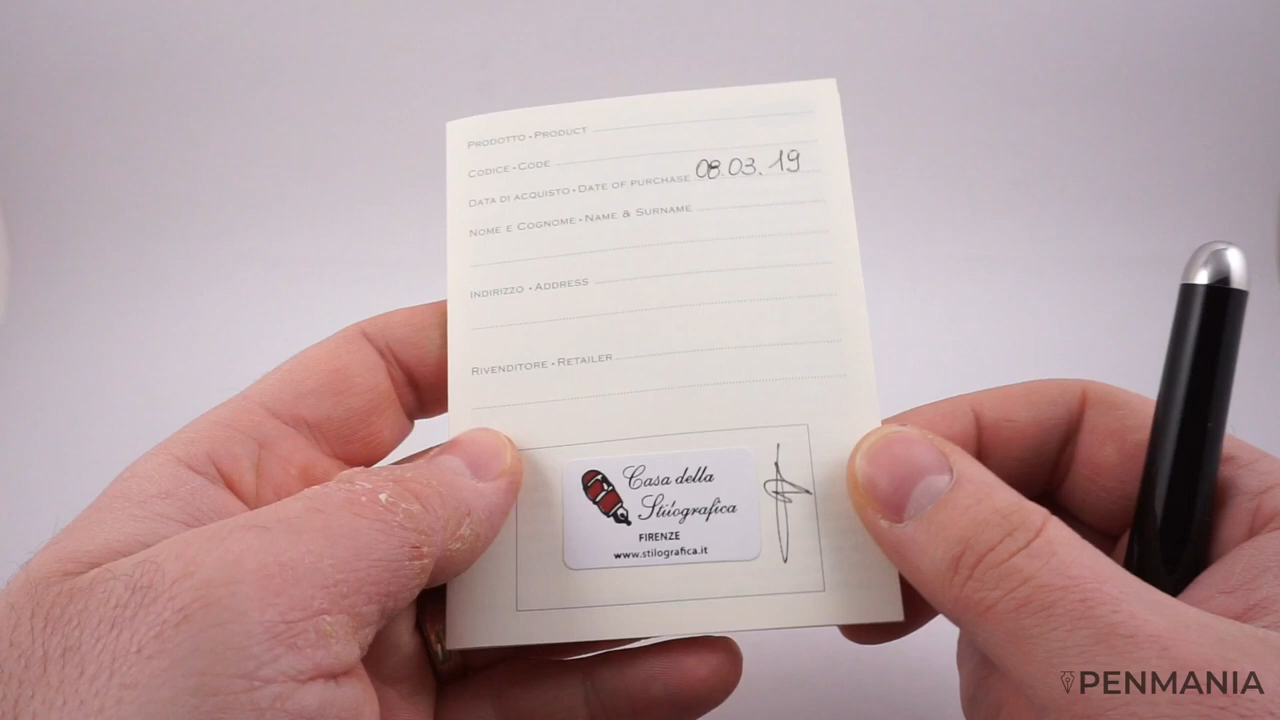 PRODOTTO • PRODUCT
CODICE • CODE
DATA DI ACQUISTO • DATE OF PURCHASE 08.03.19
NOME E COGNOME • NAME & SURNAME
INDIRIZZO • ADDRESS
RIVENDITORE • RETAILER
Casa della
Stilografica
FIRENZE
www.stilografica.it
PENMANIA